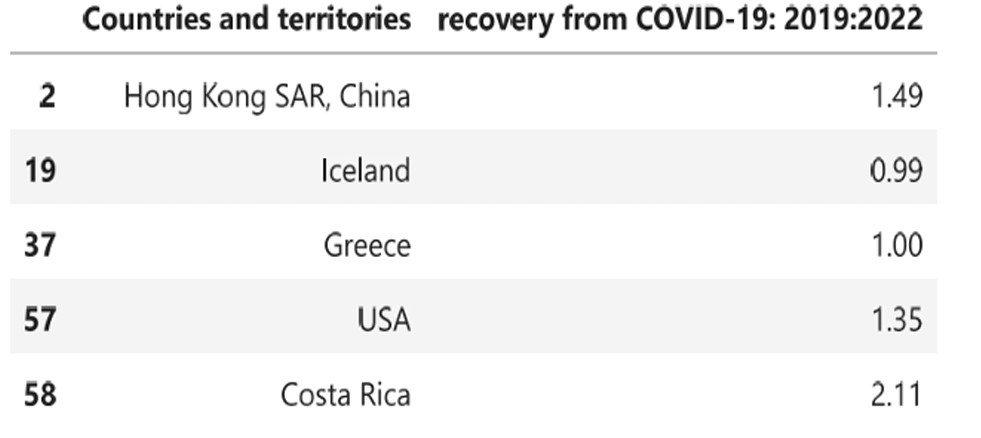 Countries and territories recovery from COVID-19: 2019:2022
2 Hong Kong SAR, China 1.49
19 Iceland 0.99
37 Greece 1.00
57 USA 1.35
58 Costa Rica 2.11